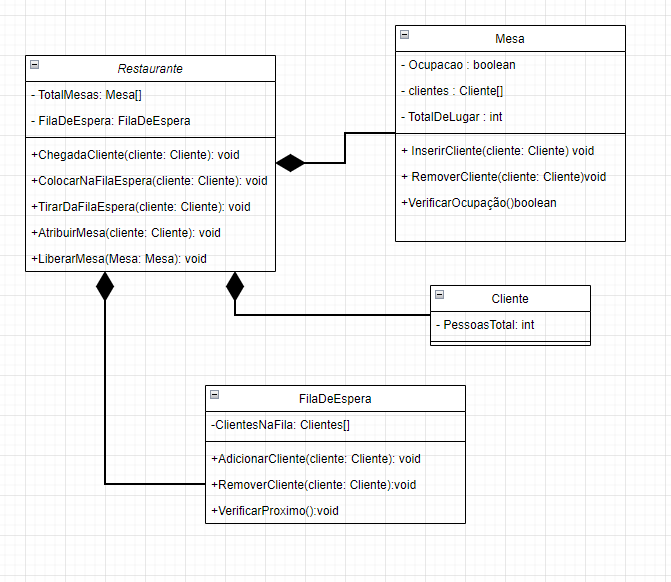 Restaurante
- TotalMesas: Mesa[]
- FilaDeEspera: FilaDeEspera
+ChegadaCliente(cliente: Cliente): void
+ColocarNaFilaEspera(cliente: Cliente): void
+TirarDaFilaEspera(cliente: Cliente): void
+AtribuirMesa(cliente: Cliente): void
+LiberarMesa(Mesa: Mesa): void
Mesa
- Ocupacao : boolean
- clientes : Cliente[]
- TotalDeLugar : int
+ InserirCliente(cliente: Cliente) void
+ RemoverCliente(cliente: Cliente)void
+VerificarOcupação()boolean
Cliente
- PessoasTotal: int
FilaDeEspera
-ClientesNaFila: Clientes[]
+AdicionarCliente(cliente: Cliente): void
+RemoverCliente(cliente: Cliente):void
+VerificarProximo():void